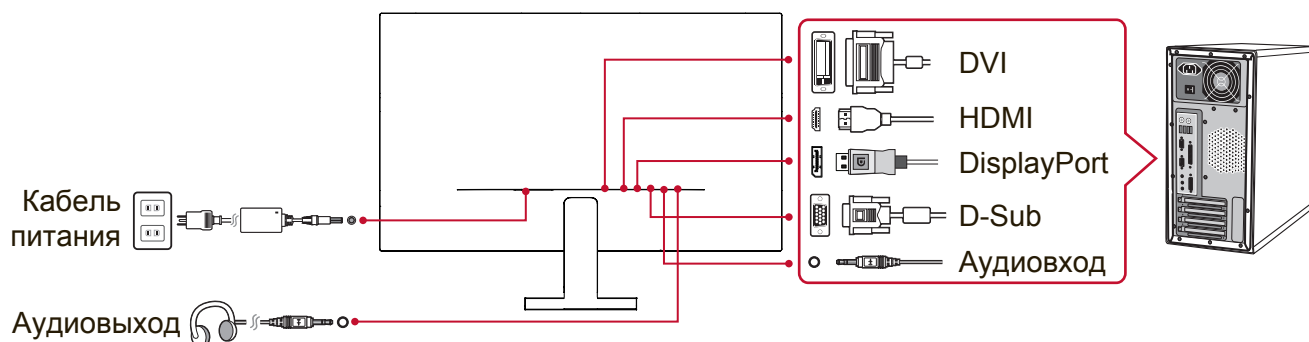 DVI
HDMI
DisplayPort
D-Sub
Аудиовход
Кабель
питания
Аудиовыход